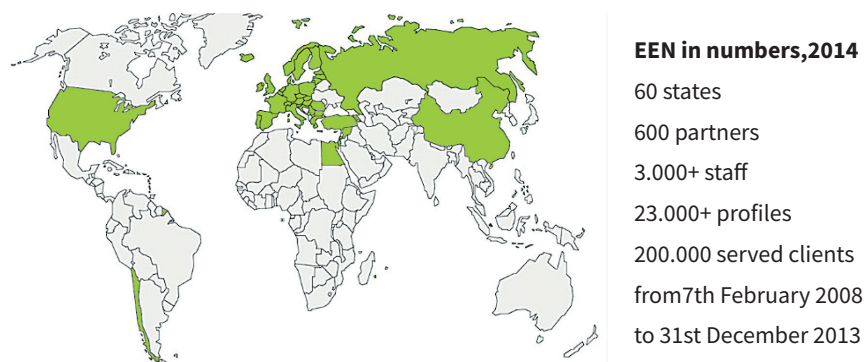 EEN in numbers,2014
60 states
600 partners
3.000+ staff
23.000+ profiles
200.000 served clients
from7th February 2008
to 31st December 2013